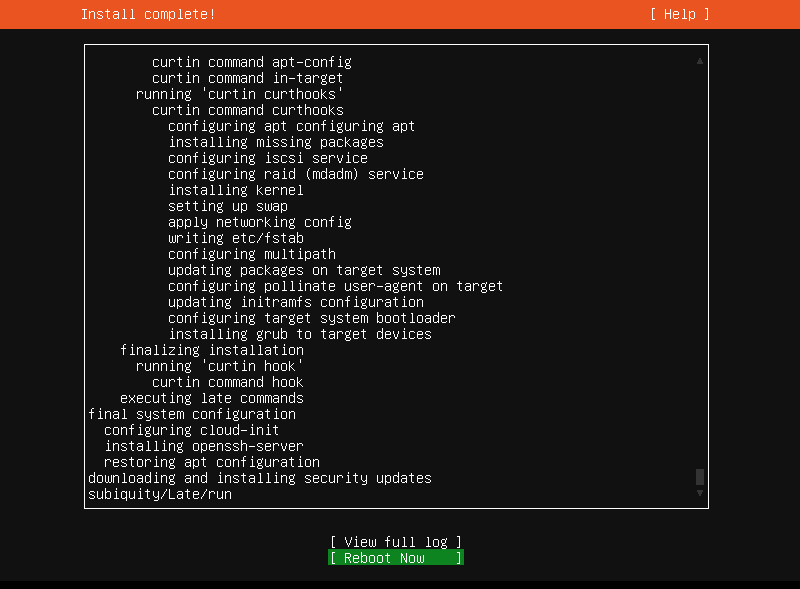 Install complete!
[ Help ]
curtin command apt-config
curtin command in-target
running 'curtin curthooks'
curtin command curthooks
configuring apt configuring apt
installing missing packages
configuring iscsi service
configuring raid (mdadm) service
installing kernel
setting up swap
apply networking config
writing etc/fstab
configuring multipath
updating packages on target system
configuring pollinate user-agent on target
updating initramfs configuration
configuring target system bootloader
installing grub to target devices
finalizing installation
running 'curtin hook'
curtin command hook
executing late commands
final system configuration
configuring cloud-init
installing openssh-server
restoring apt configuration
downloading and installing security updates
subiquity/Late/run
[ View full log ]
[ Reboot Now ]